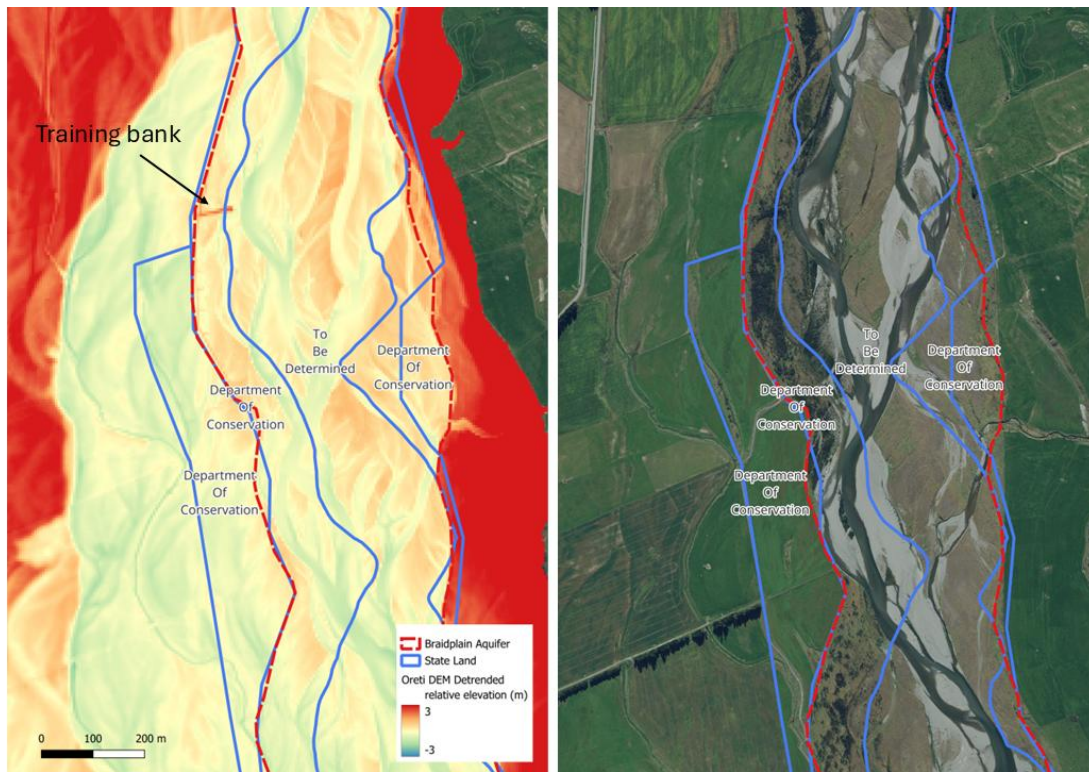 Training bank
To
Be
Determined
Department
Of
Conservation
Department
Of
Conservation
Department
Of
Conservation
Braidplain Aquifer
State Land
Oreti DEM Detrended
relative elevation (m)
3
-3
0 100 200 m
To
Be
Determined
Department
Of
Conservation
Department
Of
Conservation
Department
Of
Conservation